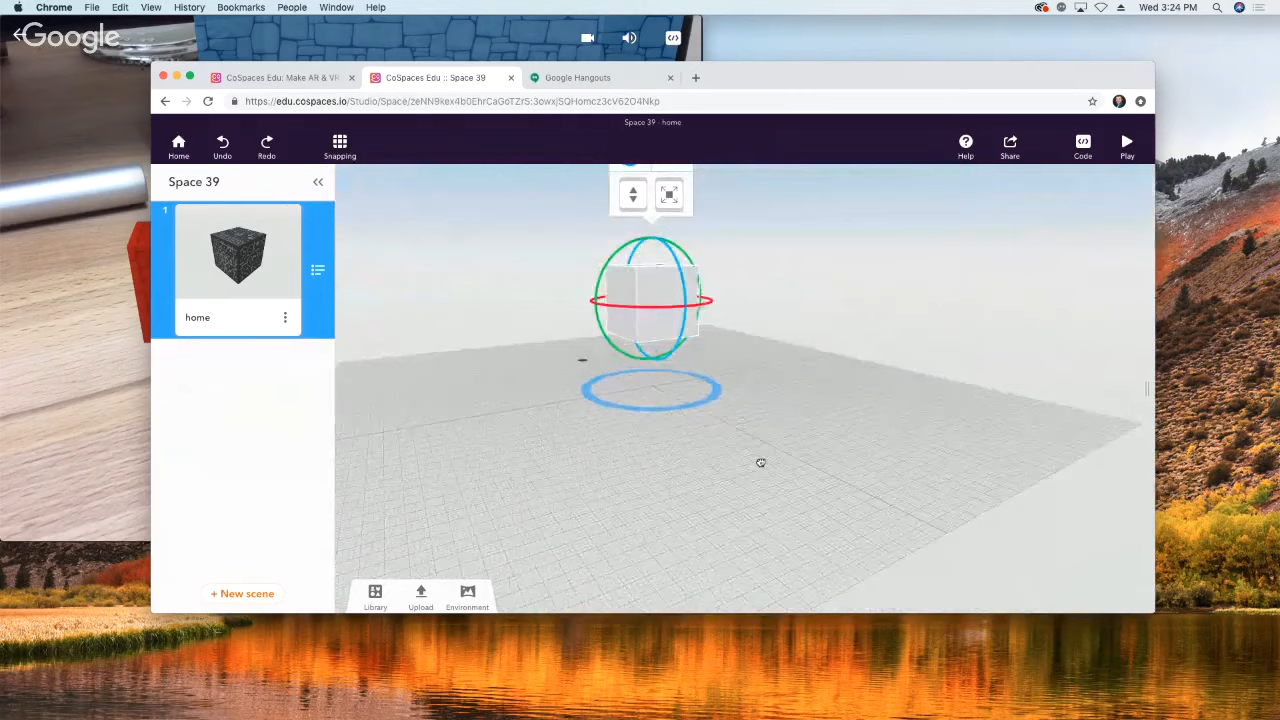 Chrome File Edit View History Bookmarks People Window Help Wed 3:24 PM
Google
CoSpaces Edu: Make AR & VR CoSpaces Edu :: Space 39 Google Hangouts
https://edu.cospaces.io/Studio/Space/zeNN9kex4b0EhrCaGoTZrS:3owxjSQHomcz3cV62O4Nkp
Space 39 - home
Home Undo Redo Snapping Help Share Code Play
Space 39
1
home
+ New scene
Library Upload Environment